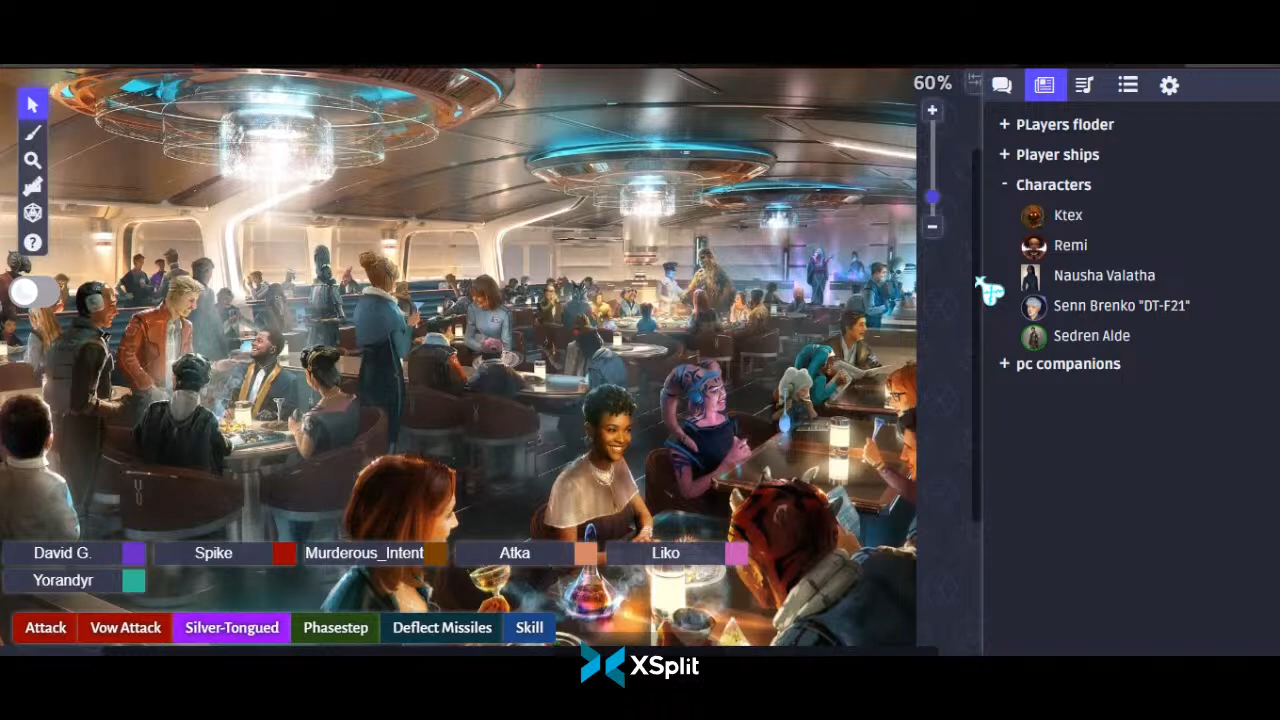 60%
+ PLayers floder
+ Player ships
- Characters
Ktex
Remi
Nausha Valatha
Senn Brenko "DT-F21"
Sedren Alde
+ pc companions
David G.
Spike
Murderous_Intent
Atka
Liko
Yorandyr
Attack
Vow Attack
Silver-Tongued
Phasestep
Deflect Missiles
Skill
XSplit